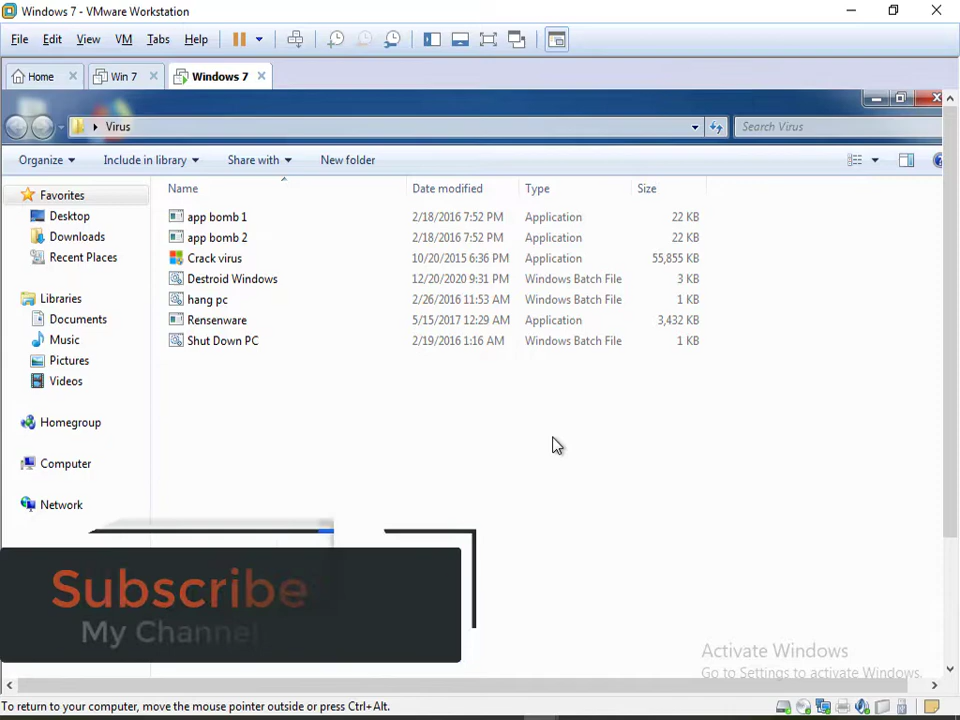 Windows 7 - VMware Workstation
File Edit View VM Tabs Help
Home Win 7 Windows 7
Virus Search Virus
Organize Include in library Share with New folder
Name Date modified Type Size
Favorites
Desktop
Downloads
Recent Places
Libraries
Documents
Music
Pictures
Videos
Homegroup
Computer
Network
app bomb 1 2/18/2016 7:52 PM Application 22 KB
app bomb 2 2/18/2016 7:52 PM Application 22 KB
Crack virus 10/20/2015 6:36 PM Application 55,855 KB
Destroid Windows 12/20/2020 9:31 PM Windows Batch File 3 KB
hang pc 2/26/2016 11:53 AM Windows Batch File 1 KB
Rensenware 5/15/2017 12:29 AM Application 3,432 KB
Shut Down PC 2/19/2016 1:16 AM Windows Batch File 1 KB
Subscribe
My Channel
Activate Windows
Go to Settings to activate Windows.
To return to your computer, move the mouse pointer outside or press Ctrl+Alt.